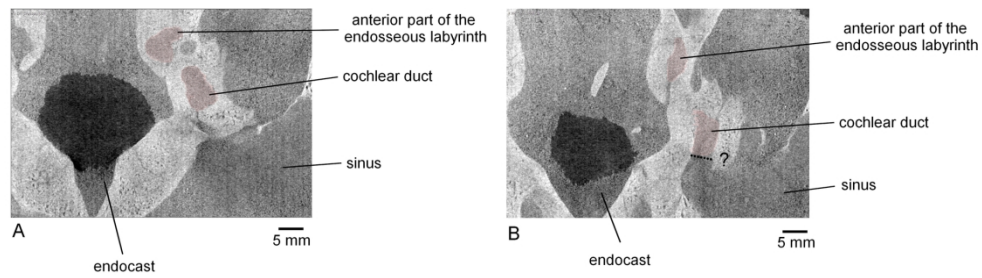 anterior part of the
endosseous labyrinth
cochlear duct
sinus
A
5 mm
endocast
anterior part of the
endosseous labyrinth
cochlear duct
?
sinus
B
5 mm
endocast